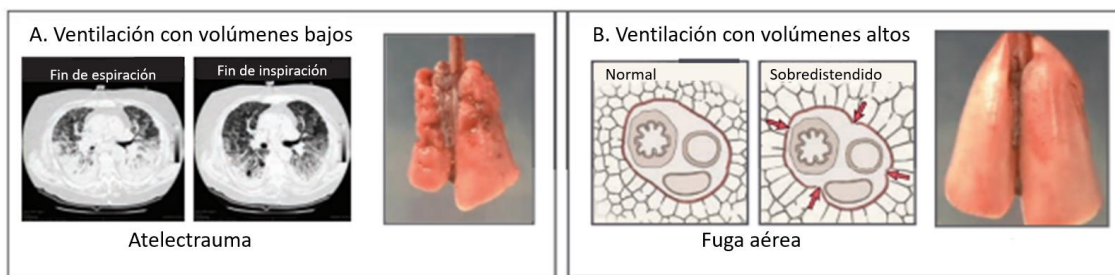 A. Ventilación con volúmenes bajos
Fin de espiración
Fin de inspiración
Atelectrauma
B. Ventilación con volúmenes altos
Normal
Sobredistendido
Fuga aérea